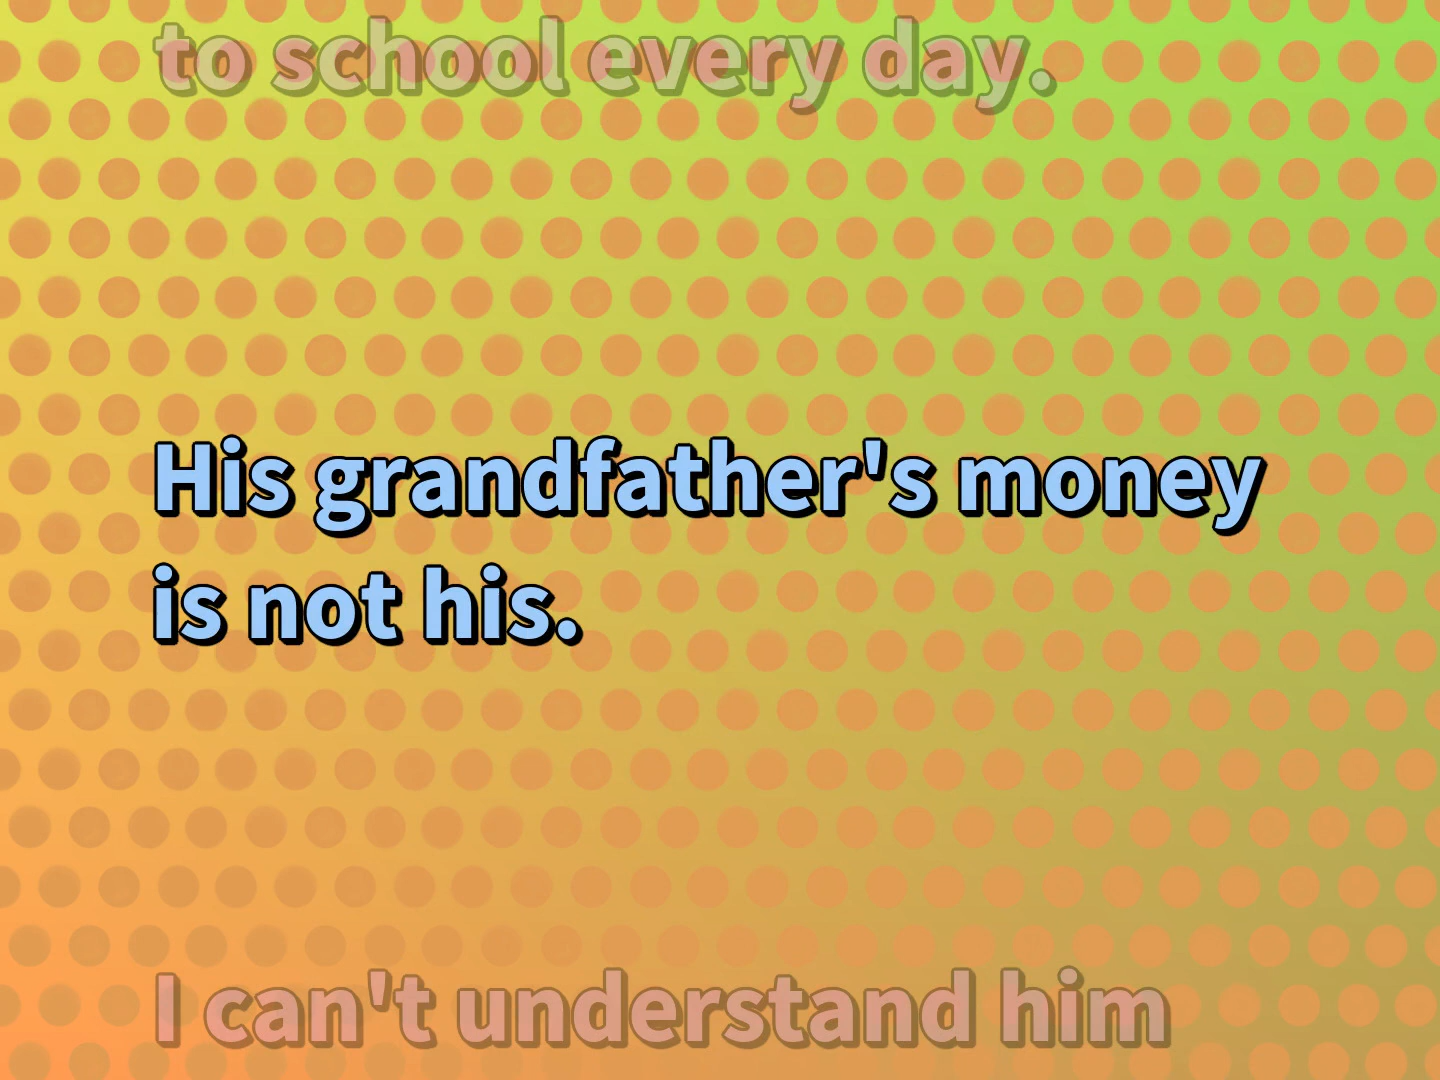 to school every day.
His grandfather's money
is not his.
I can't understand him